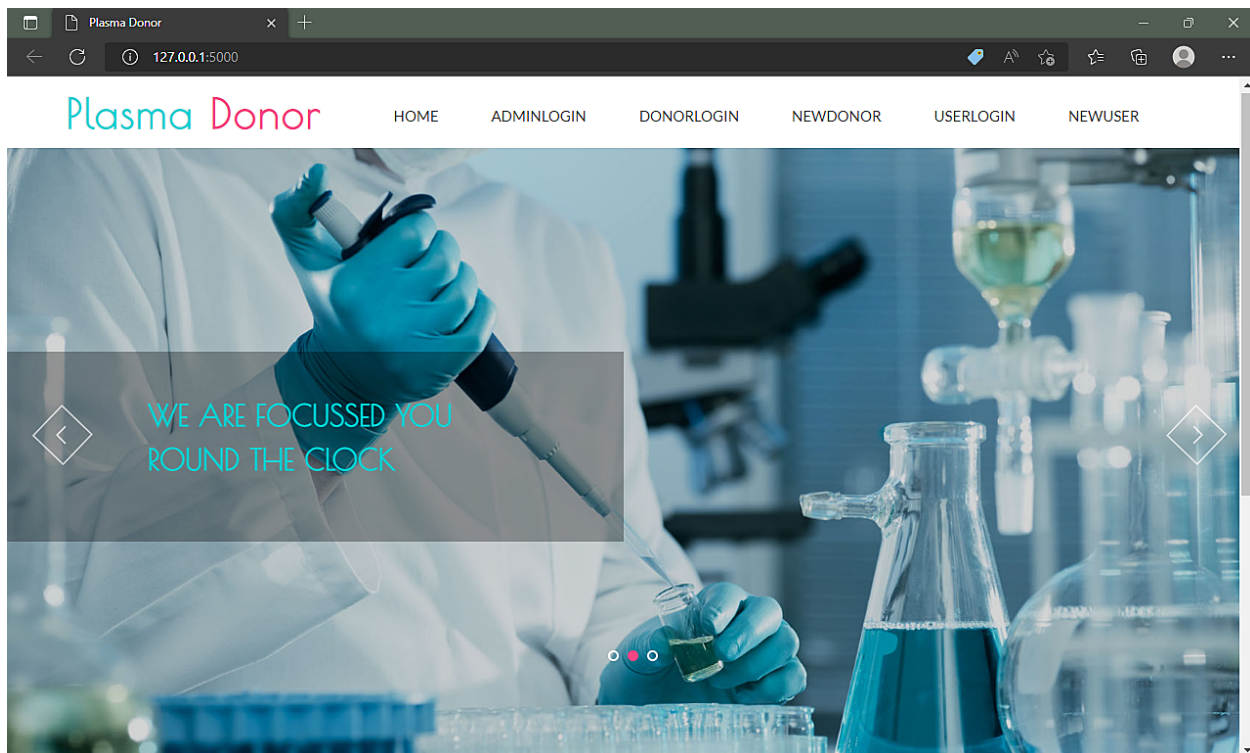 Plasma Donor
127.0.0.1:5000
Plasma Donor
HOME ADMINLOGIN DONORLOGIN NEWDONOR USERLOGIN NEWUSER
WE ARE FOCUSSED YOU
ROUND THE CLOCK